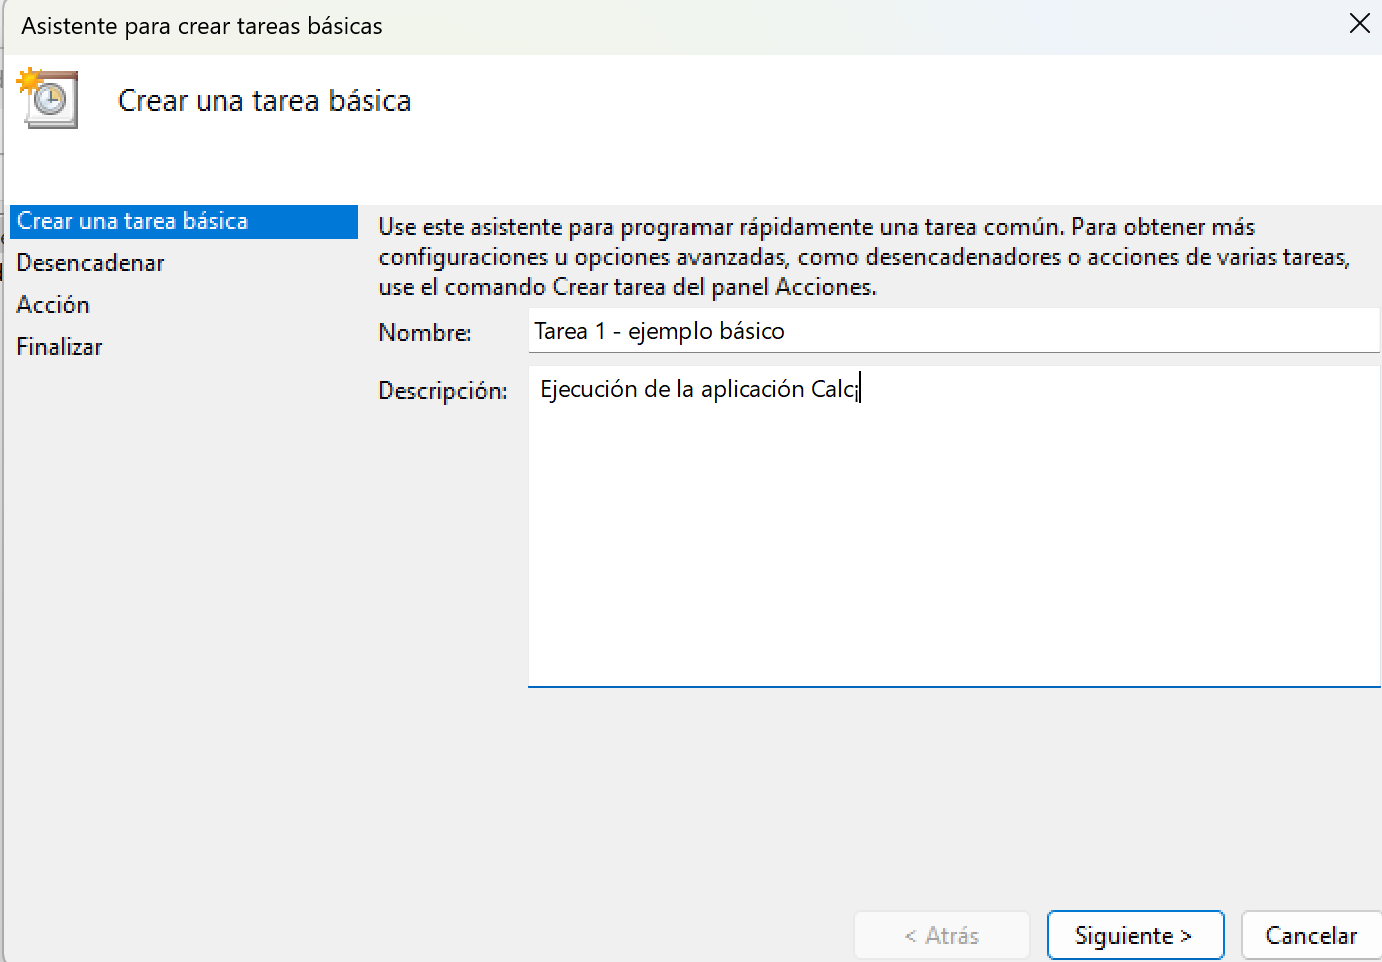 Asistente para crear tareas básicas
Crear una tarea básica
Crear una tarea básica
Desencadenar
Acción
Finalizar
Use este asistente para programar rápidamente una tarea común. Para obtener más
configuraciones u opciones avanzadas, como desencadenadores o acciones de varias tareas,
use el comando Crear tarea del panel Acciones.
Nombre: Tarea 1 - ejemplo básico
Descripción: Ejecución de la aplicación Calc¡
< Atrás Siguiente > Cancelar